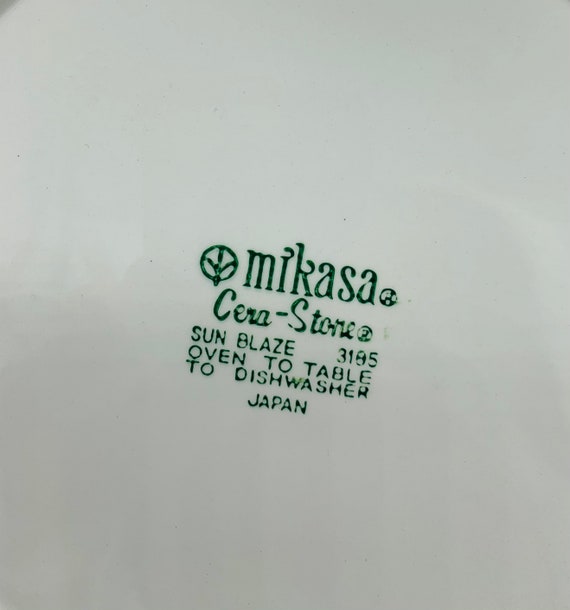 mikasa®
Cera-Stone®
SUN BLAZE 3185
OVEN TO TABLE
TO DISHWASHER
JAPAN